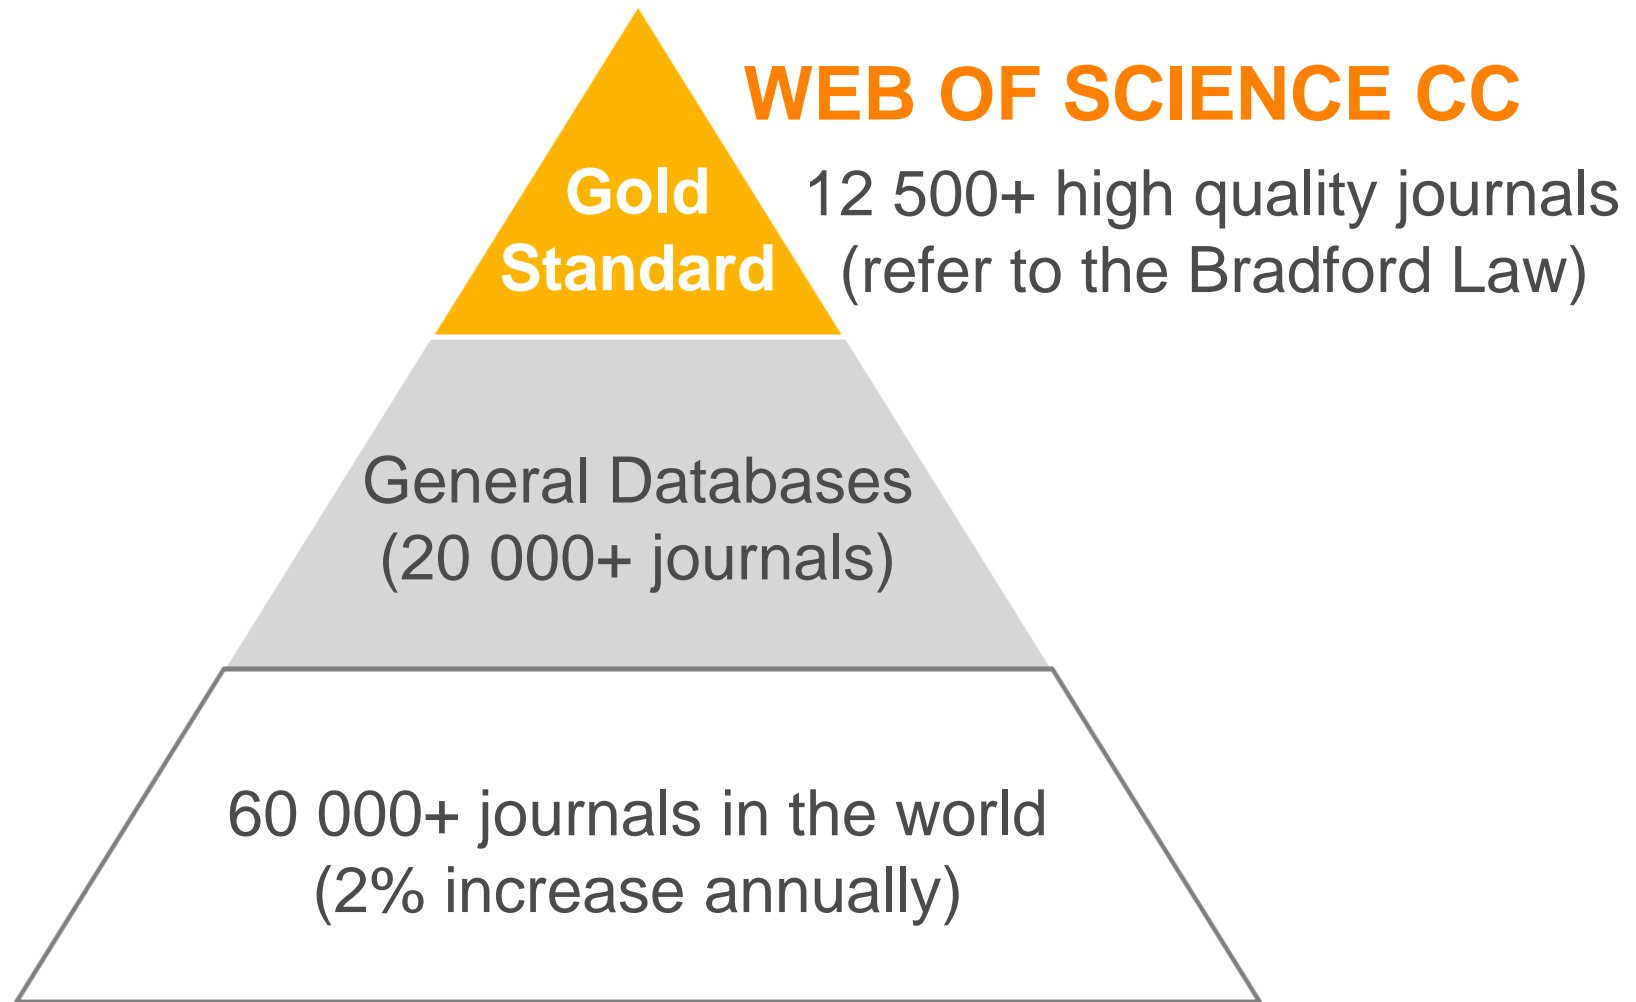 WEB OF SCIENCE CC
Gold
Standard
12 500+ high quality journals
(refer to the Bradford Law)
General Databases
(20 000+ journals)
60 000+ journals in the world
(2% increase annually)